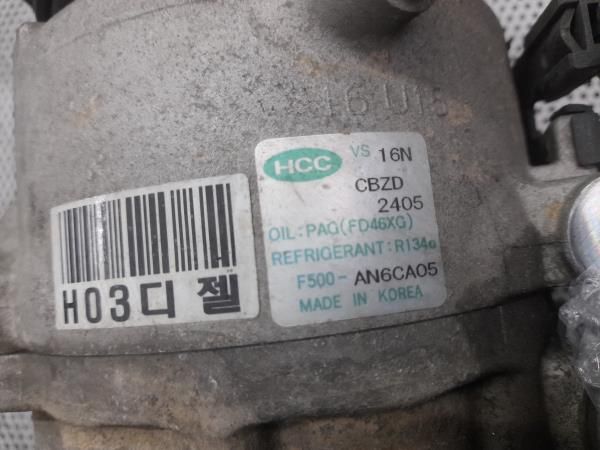 HCC VS 16N
CBZD
2405
OIL:PAG(FD46XG)
REFRIGERANT:R134a
F500- AN6CA05
MADE IN KOREA
H03디젤